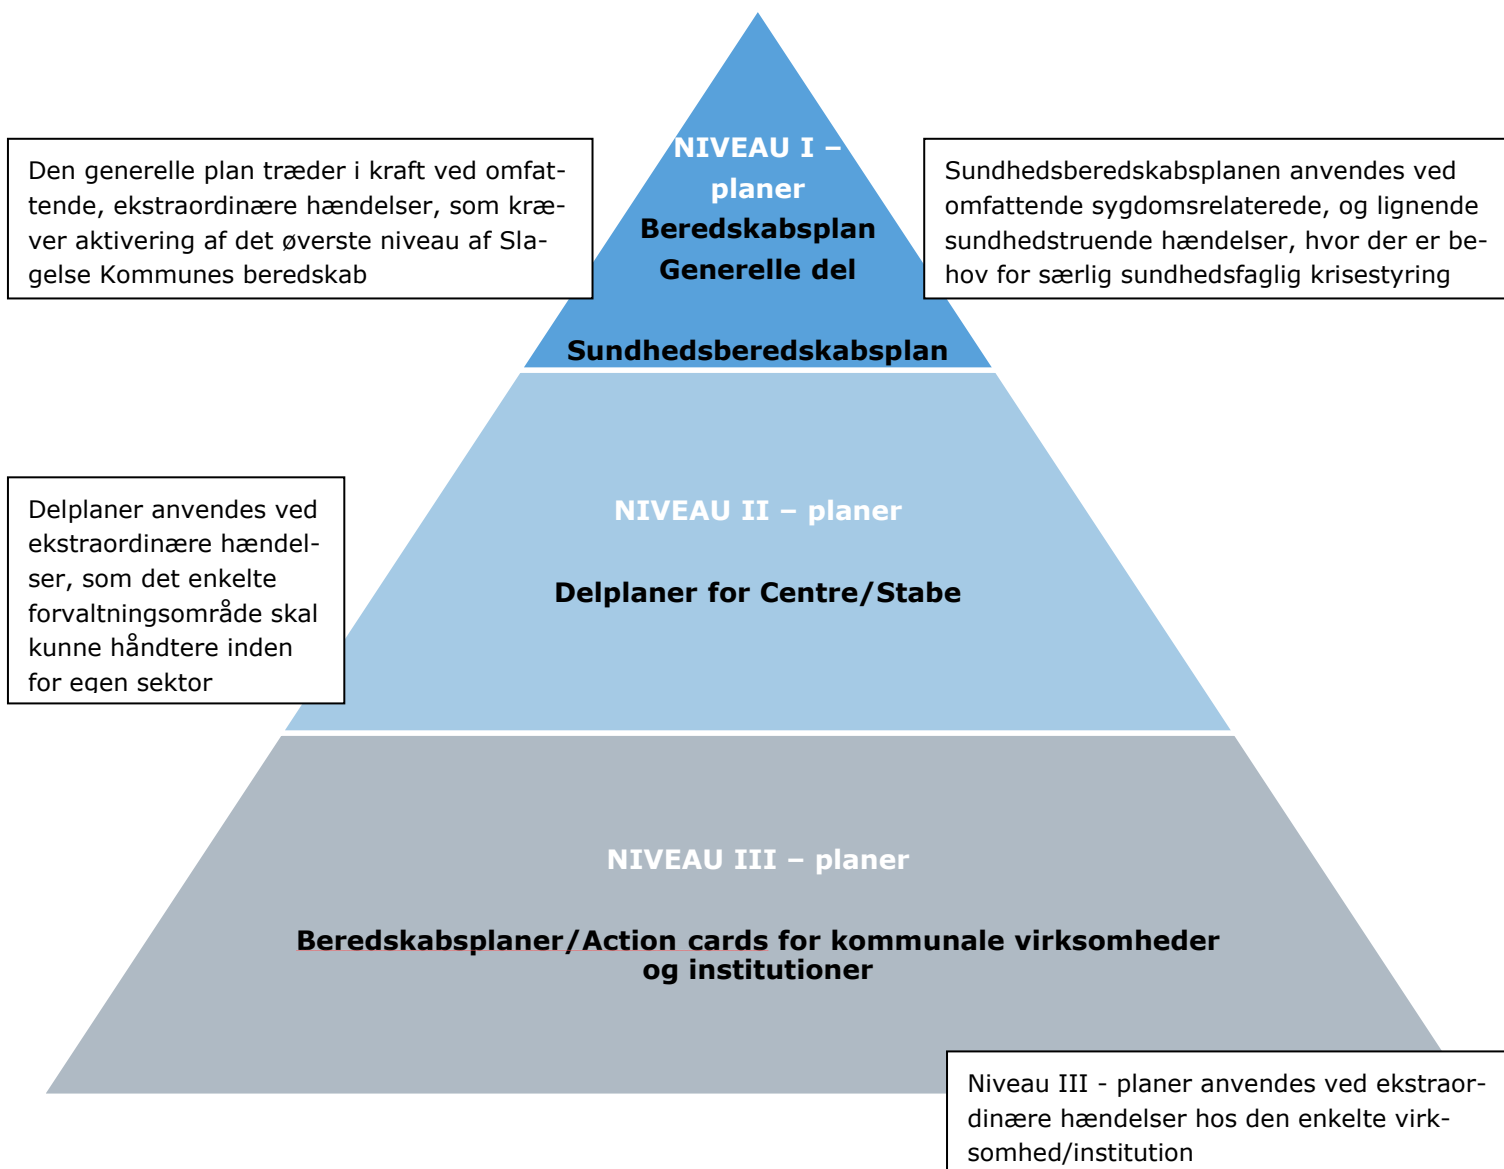 NIVEAU I –
planer
Beredskabsplan
Generelle del
Sundhedsberedskabsplan
Den generelle plan træder i kraft ved omfat-
tende, ekstraordinære hændelser, som kræ-
ver aktivering af det øverste niveau af Sla-
gelse Kommunes beredskab
Sundhedsberedskabsplanen anvendes ved
omfattende sygdomsrelaterede, og lignende
sundhedstruende hændelser, hvor der er be-
hov for særlig sundhedsfaglig krisestyring
NIVEAU II – planer
Delplaner for Centre/Stabe
Delplaner anvendes ved
ekstraordinære hændel-
ser, som det enkelte
forvaltningsområde skal
kunne håndtere inden
for egen sektor
NIVEAU III – planer
Beredskabsplaner/Action cards for kommunale virksomheder
og institutioner
Niveau III - planer anvendes ved ekstraor-
dinære hændelser hos den enkelte virk-
somhed/institution